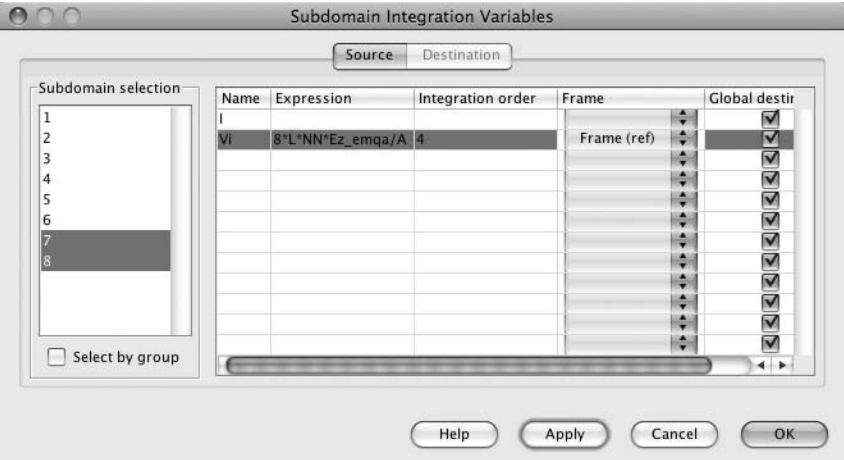 Subdomain Integration Variables
Source Destination
Subdomain selection
1
2
3
4
5
6
7
8
Select by group
Name Expression Integration order Frame Global destin
I
Vi 8*L*NN*Ez_emqa/A 4 Frame (ref)
Help Apply Cancel OK